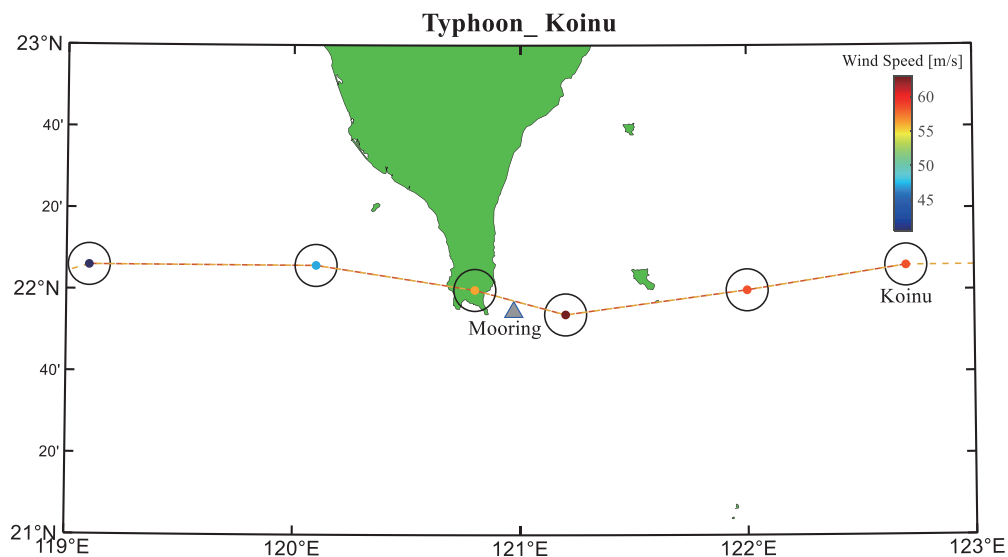 Typhoon_ Koinu
23°N
Wind Speed [m/s]
60
40'
55
50
45
20'
22°N
Koinu
Mooring
40'
20'
21°N
119°E
120°E
121°E
122°E
123°E